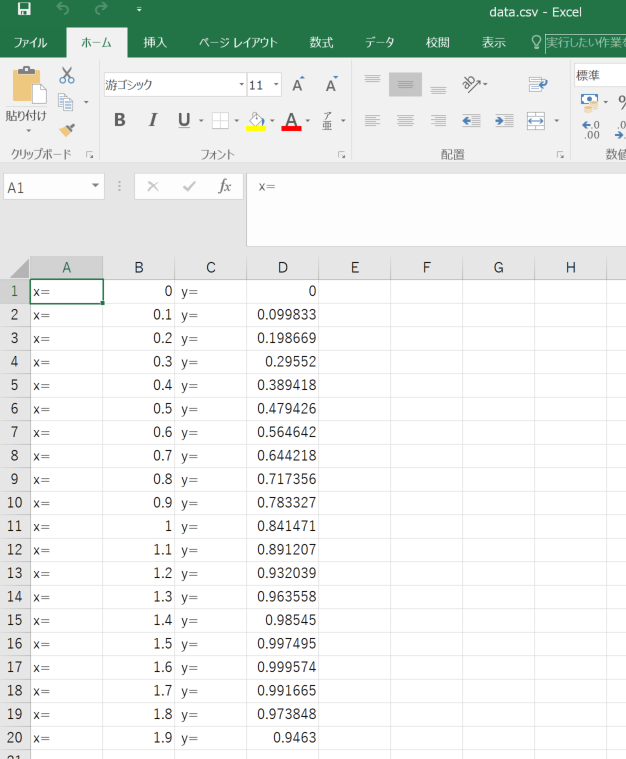 data.csv - Excel
ファイル ホーム 挿入 ページ レイアウト 数式 データ 校閲 表示 実行したい作業を
貼り付け
游ゴシック 11 A A 標準
B I U A ア亜 %
←.0 .00
クリップボード フォント 配置 数値
A1 fx x=
A B C D E F G H
1 x= 0 y= 0
2 x= 0.1 y= 0.099833
3 x= 0.2 y= 0.198669
4 x= 0.3 y= 0.29552
5 x= 0.4 y= 0.389418
6 x= 0.5 y= 0.479426
7 x= 0.6 y= 0.564642
8 x= 0.7 y= 0.644218
9 x= 0.8 y= 0.717356
10 x= 0.9 y= 0.783327
11 x= 1 y= 0.841471
12 x= 1.1 y= 0.891207
13 x= 1.2 y= 0.932039
14 x= 1.3 y= 0.963558
15 x= 1.4 y= 0.98545
16 x= 1.5 y= 0.997495
17 x= 1.6 y= 0.999574
18 x= 1.7 y= 0.991665
19 x= 1.8 y= 0.973848
20 x= 1.9 y= 0.9463